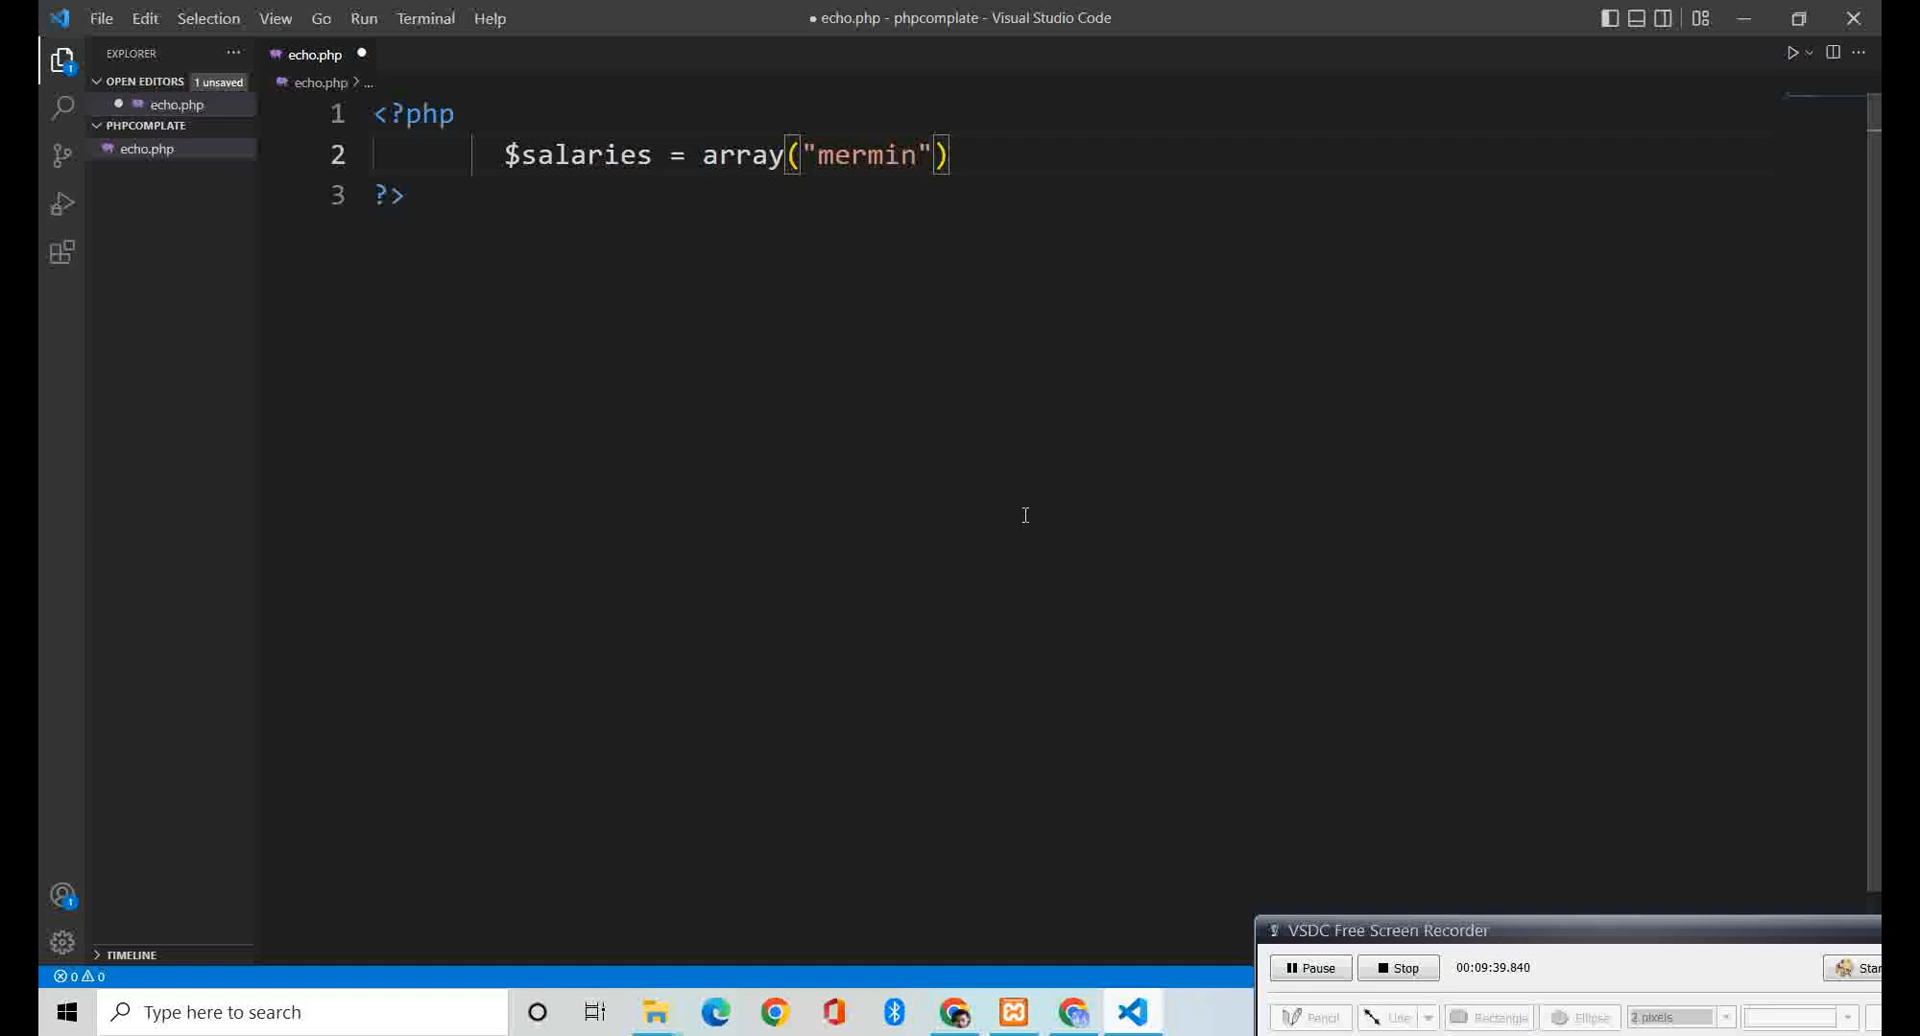 File Edit Selection View Go Run Terminal Help
● echo.php - phpcomplate - Visual Studio Code
EXPLORER ...
echo.php
OPEN EDITORS 1 unsaved
echo.php > ...
echo.php
PHPCOMPLATE
echo.php
1 <?php
2 $salaries = array("mermin")
3 ?>
1
1
TIMELINE
0 0
VSDC Free Screen Recorder
Pause Stop 00:09:39.840
Type here to search
Pencil Line Rectangle Ellipse 2 pixels